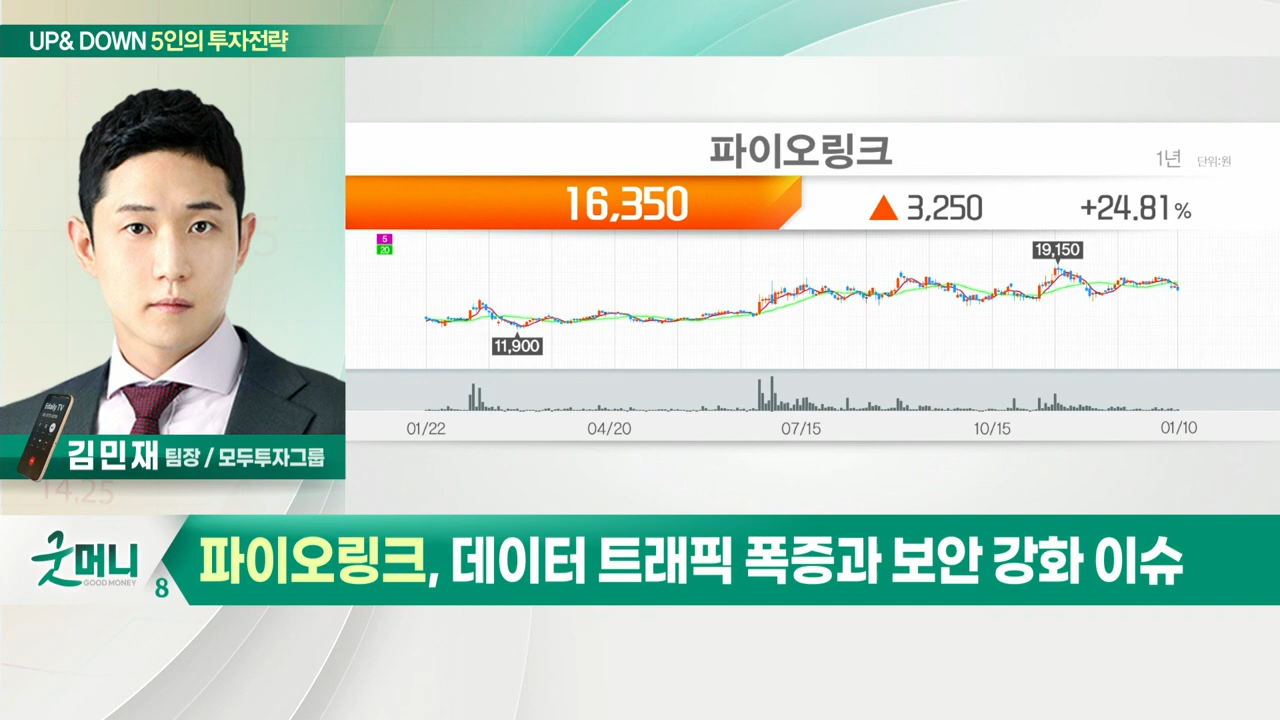 UP& DOWN 5인의 투자전략
파이오링크
1년 단위:원
16,350 ▲ 3,250 +24.81%
5
20
19,150
11,900
01/22 04/20 07/15 10/15 01/10
Edaily TV
김민재 팀장 / 모두투자그룹
14.25
굿머니
GOOD MONEY
8
파이오링크, 데이터 트래픽 폭증과 보안 강화 이슈